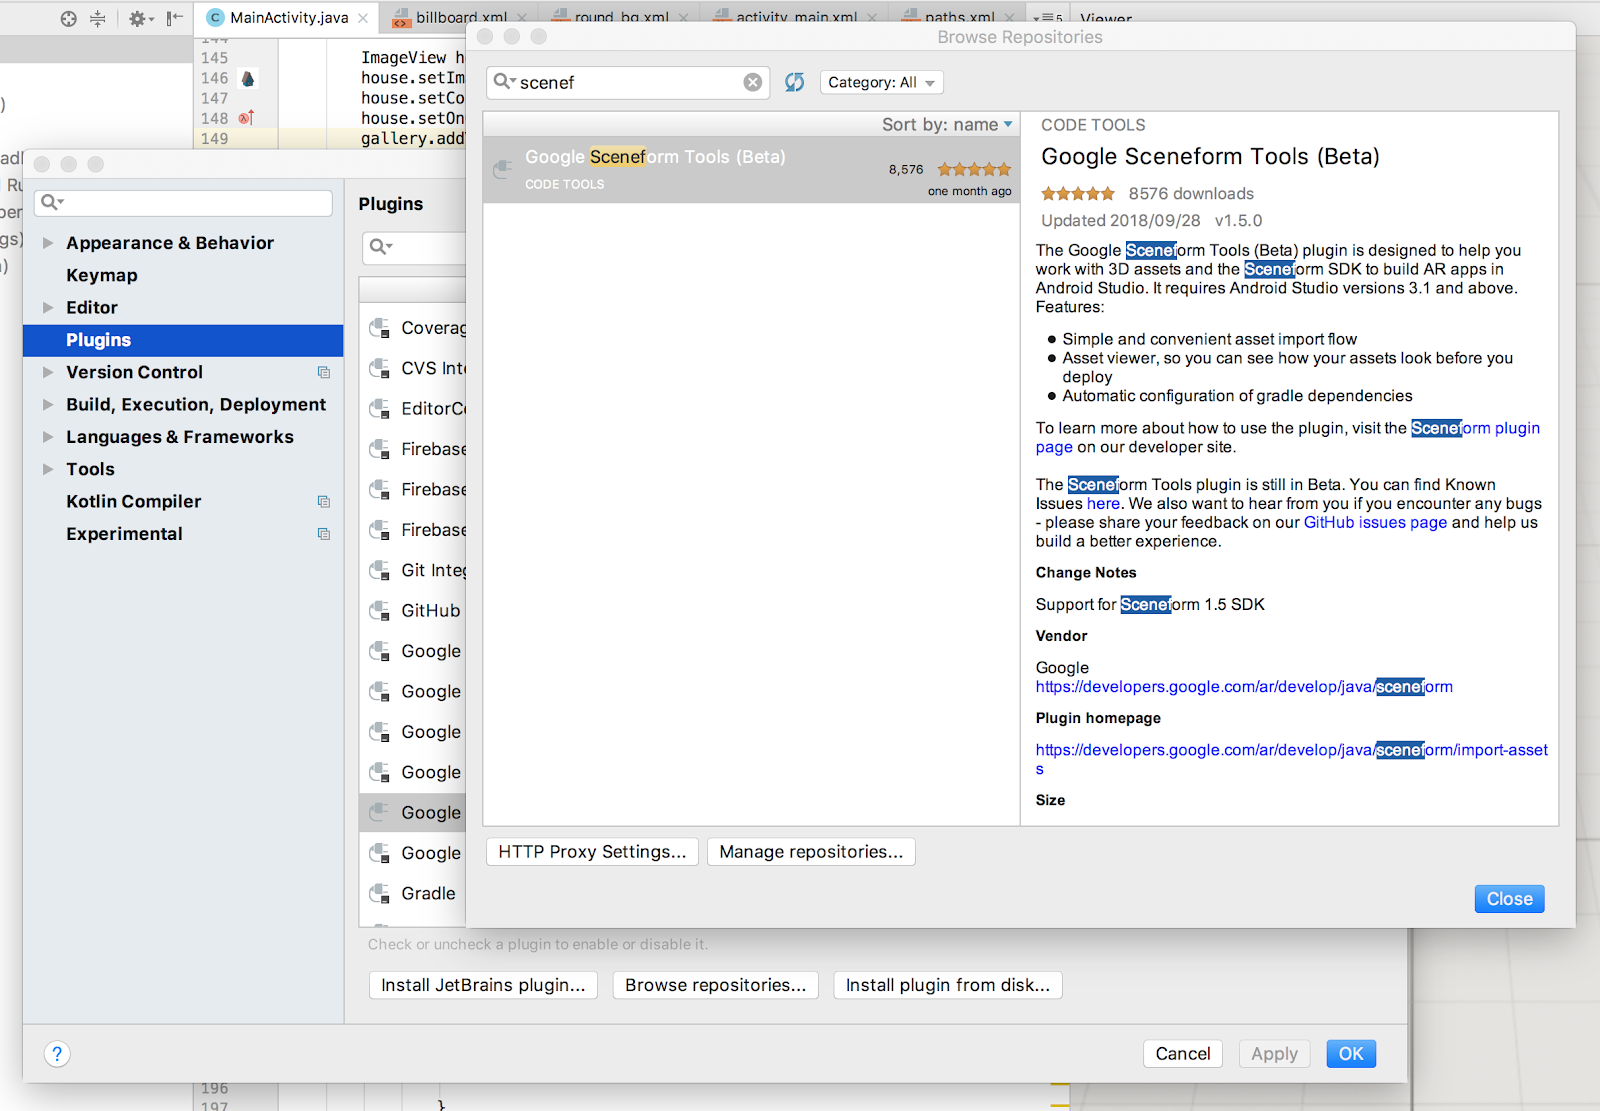 MainActivity.java
billboard.xml
round_bg.xml
activity_main.xml
paths.xml
5
Viewer
145 ImageView h
146 house.setIm
147 house.setCo
148 house.setOn
149 gallery.add
Browse Repositories
scenef
Category: All
Sort by: name
Google Sceneform Tools (Beta)
8,576
CODE TOOLS
one month ago
CODE TOOLS
Google Sceneform Tools (Beta)
8576 downloads
Updated 2018/09/28 v1.5.0
The Google Sceneform Tools (Beta) plugin is designed to help you
work with 3D assets and the Sceneform SDK to build AR apps in
Android Studio. It requires Android Studio versions 3.1 and above.
Features:
Simple and convenient asset import flow
Asset viewer, so you can see how your assets look before you
deploy
Automatic configuration of gradle dependencies
To learn more about how to use the plugin, visit the Sceneform plugin
page on our developer site.
The Sceneform Tools plugin is still in Beta. You can find Known
Issues here. We also want to hear from you if you encounter any bugs
- please share your feedback on our GitHub issues page and help us
build a better experience.
Change Notes
Support for Sceneform 1.5 SDK
Vendor
Google
https://developers.google.com/ar/develop/java/sceneform
Plugin homepage
https://developers.google.com/ar/develop/java/sceneform/import-asset
s
Size
HTTP Proxy Settings...
Manage repositories...
Close
Appearance & Behavior
Keymap
Editor
Plugins
Version Control
Build, Execution, Deployment
Languages & Frameworks
Tools
Kotlin Compiler
Experimental
Plugins
Coverag
CVS Inte
EditorCo
Firebase
Firebase
Firebase
Git Integ
GitHub
Google
Google
Google
Google
Google
Google
Gradle
Check or uncheck a plugin to enable or disable it.
Install JetBrains plugin...
Browse repositories...
Install plugin from disk...
?
Cancel
Apply
OK
196
197 }